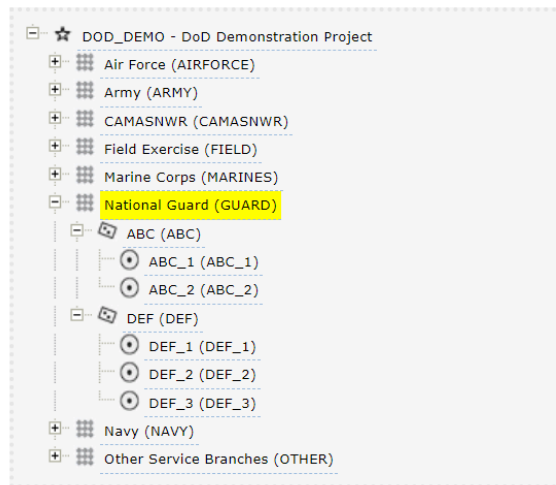 DOD_DEMO - DoD Demonstration Project
Air Force (AIRFORCE)
Army (ARMY)
CAMASNWR (CAMASNWR)
Field Exercise (FIELD)
Marine Corps (MARINES)
National Guard (GUARD)
ABC (ABC)
ABC_1 (ABC_1)
ABC_2 (ABC_2)
DEF (DEF)
DEF_1 (DEF_1)
DEF_2 (DEF_2)
DEF_3 (DEF_3)
Navy (NAVY)
Other Service Branches (OTHER)